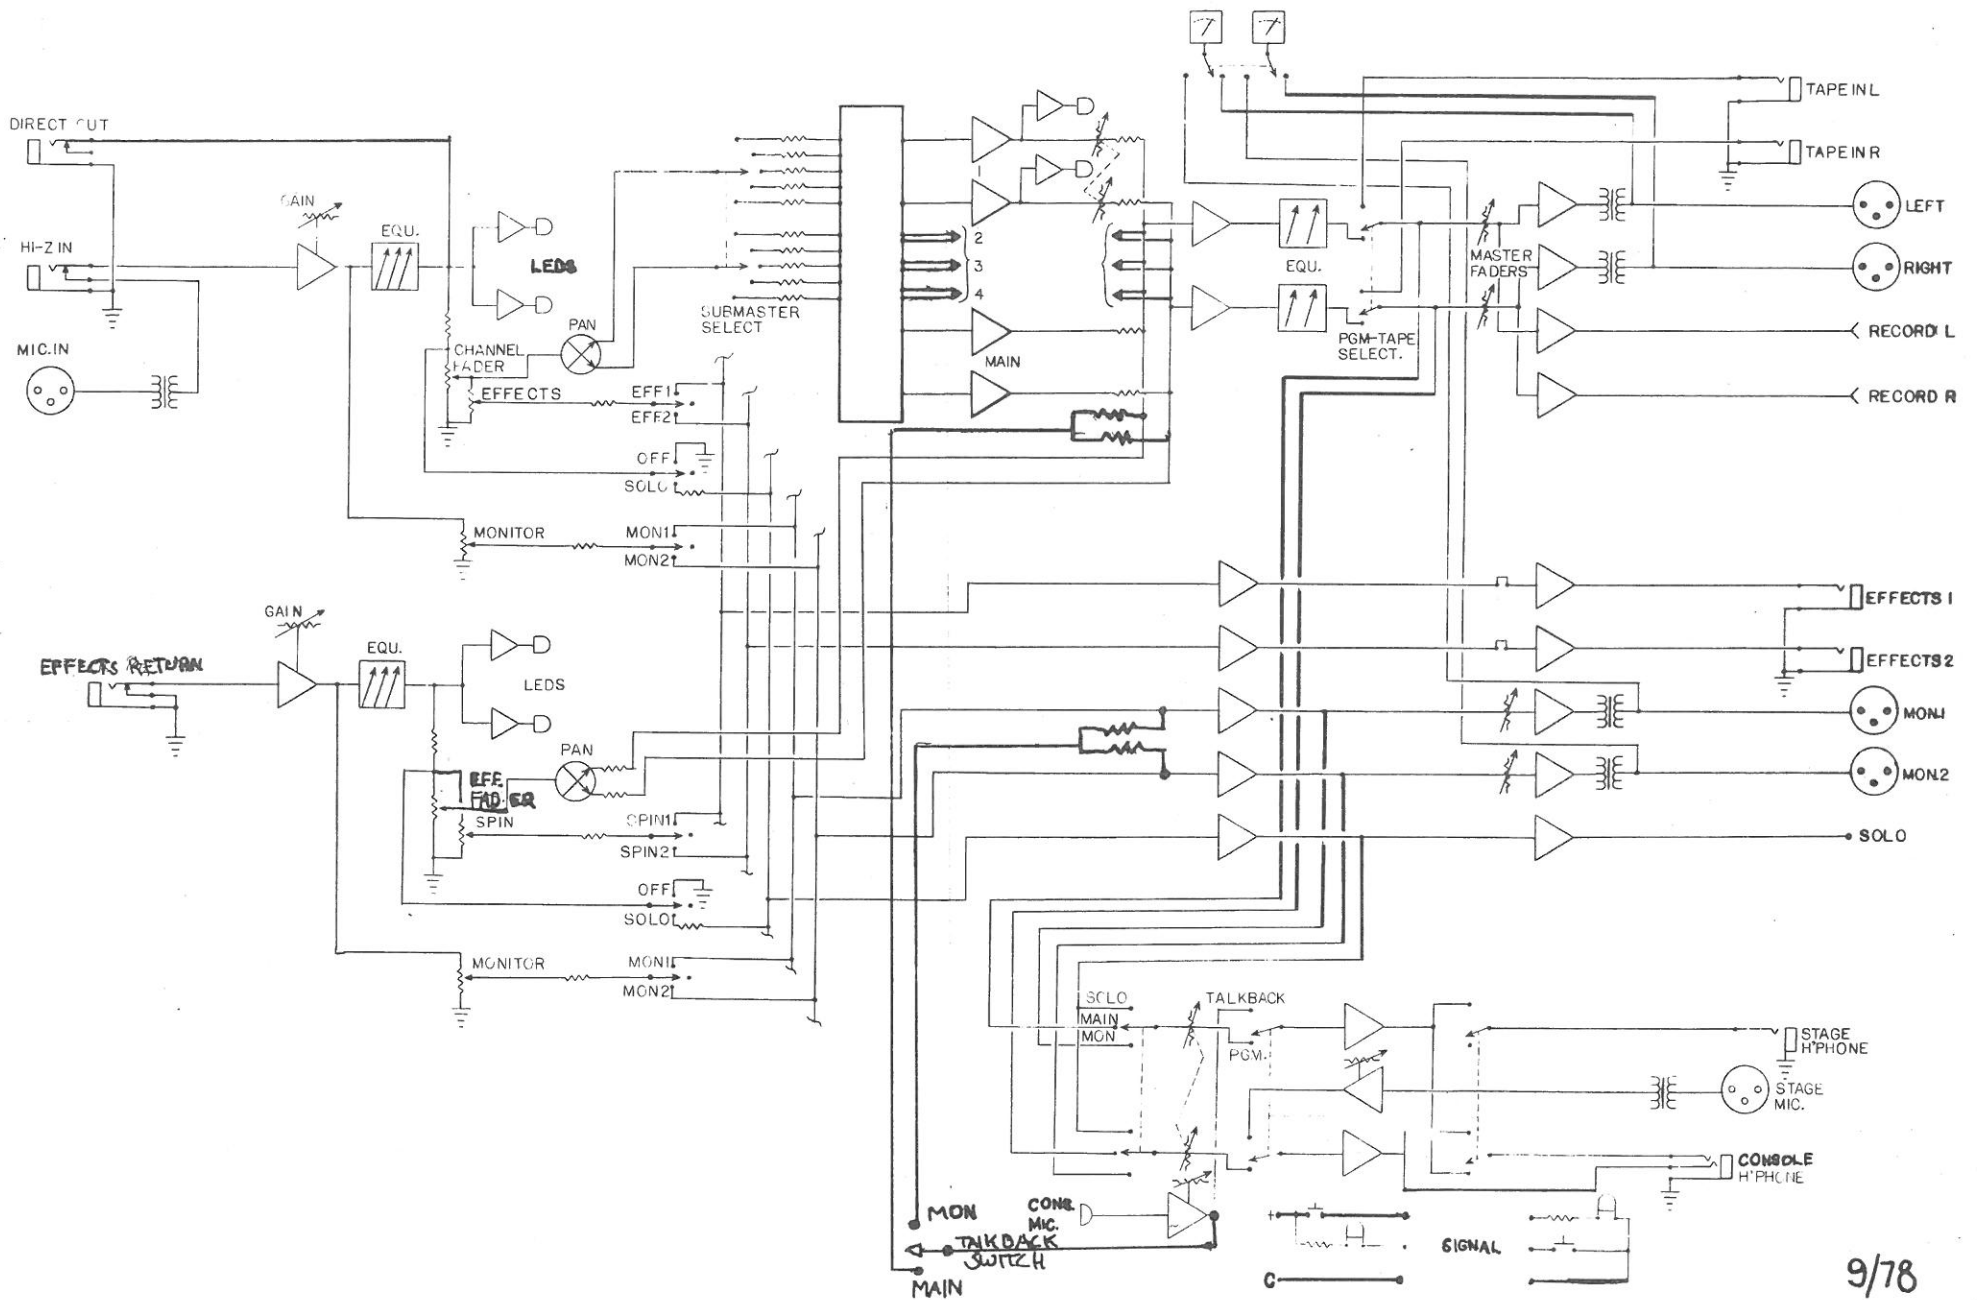 TAPE IN L
DIRECT OUT
TAPE IN R
GAIN
LEFT
EQU.
HI-Z IN
LEDS
2
3
4
EQU.
MASTER
FADERS
RIGHT
SUBMASTER
SELECT
PAN
MAIN
PGM-TAPE
SELECT.
RECORD L
MIC. IN
CHANNEL
FADER
EFFECTS
EFF1
EFF2
RECORD R
OFF
SOLO
MONITOR
MON1
MON2
EFFECTS 1
GAIN
EQU.
EFFECTS RETURN
LEDS
EFFECTS 2
MON.1
PAN
EFF.
FADER
MON.2
SPIN
SPIN1
SPIN2
SOLO
OFF
SOLO
MONITOR
MON1
MON2
SOLO
MAIN
MON
TALKBACK
PGM.
STAGE
H'PHONE
STAGE
MIC.
CONSOLE
H'PHONE
MON
CONS.
MIC.
TALKBACK
SWITCH
MAIN
+
SIGNAL
C
9/78